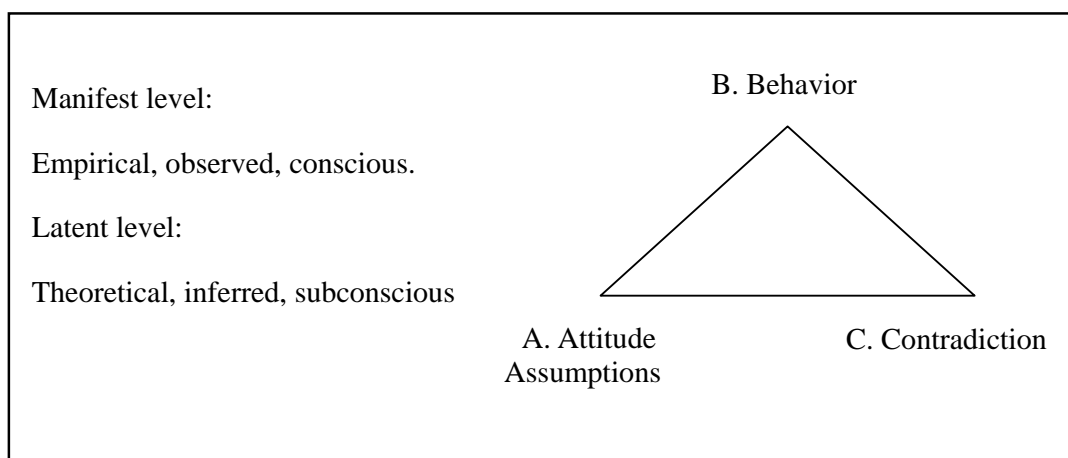 Manifest level:
Empirical, observed, conscious.
Latent level:
Theoretical, inferred, subconscious
B. Behavior
A. Attitude
Assumptions
C. Contradiction